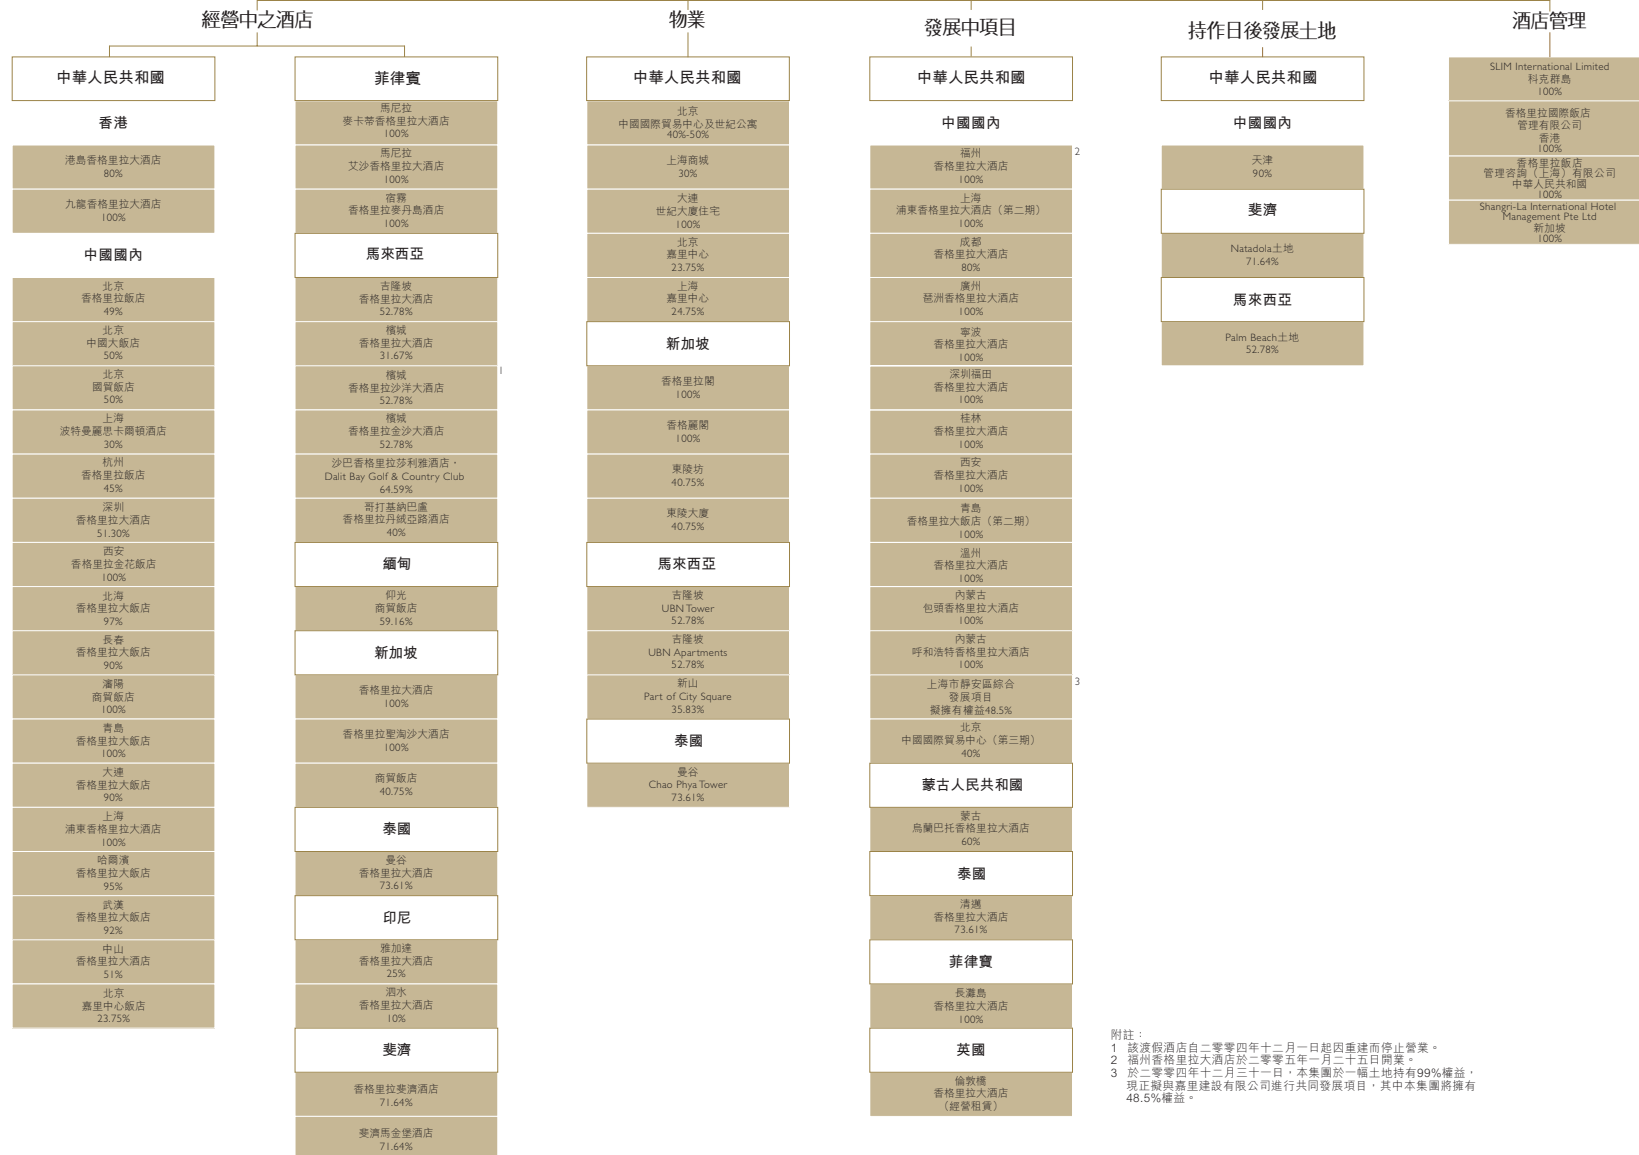 經營中之酒店
中華人民共和國
香港
港島香格里拉大酒店
80%
九龍香格里拉大酒店
100%
中國國內
北京
香格里拉飯店
49%
北京
中國大飯店
50%
北京
國貿飯店
50%
上海
波特曼麗思卡爾頓酒店
30%
杭州
香格里拉飯店
45%
深圳
香格里拉大酒店
51.30%
西安
香格里拉金花飯店
100%
北海
香格里拉大飯店
97%
長春
香格里拉大飯店
90%
瀋陽
商貿飯店
100%
青島
香格里拉大飯店
100%
大連
香格里拉大飯店
90%
上海
浦東香格里拉大酒店
100%
哈爾濱
香格里拉大飯店
95%
武漢
香格里拉大飯店
92%
中山
香格里拉大酒店
51%
北京
嘉里中心飯店
23.75%
菲律賓
馬尼拉
麥卡蒂香格里拉大酒店
100%
馬尼拉
艾沙香格里拉大酒店
100%
宿霧
香格里拉麥丹島酒店
100%
馬來西亞
吉隆坡
香格里拉大酒店
52.78%
檳城
香格里拉大酒店
31.67%
檳城
香格里拉沙洋大酒店
52.78%
1
檳城
香格里拉金沙大酒店
52.78%
沙巴香格里拉莎利雅酒店，
Dalit Bay Golf & Country Club
64.59%
哥打基納巴盧
香格里拉丹絨亞路酒店
40%
緬甸
仰光
商貿飯店
59.16%
新加坡
香格里拉大酒店
100%
香格里拉聖淘沙大酒店
100%
商貿飯店
40.75%
泰國
曼谷
香格里拉大酒店
73.61%
印尼
雅加達
香格里拉大酒店
25%
泗水
香格里拉大酒店
10%
斐濟
香格里拉斐濟酒店
71.64%
斐濟馬金堡酒店
71.64%
物業
中華人民共和國
北京
中國國際貿易中心及世紀公寓
40%-50%
上海商城
30%
大連
世紀大廈住宅
100%
北京
嘉里中心
23.75%
上海
嘉里中心
24.75%
新加坡
香格里拉閣
100%
香格麗閣
100%
東陵坊
40.75%
東陵大廈
40.75%
馬來西亞
吉隆坡
UBN Tower
52.78%
吉隆坡
UBN Apartments
52.78%
新山
Part of City Square
35.83%
泰國
曼谷
Chao Phya Tower
73.61%
發展中項目
中華人民共和國
中國國內
福州
香格里拉大酒店
100%
2
上海
浦東香格里拉大酒店（第二期）
100%
成都
香格里拉大酒店
80%
廣州
琶洲香格里拉大酒店
100%
寧波
香格里拉大酒店
100%
深圳福田
香格里拉大酒店
100%
桂林
香格里拉大酒店
100%
西安
香格里拉大酒店
100%
青島
香格里拉大飯店（第二期）
100%
溫州
香格里拉大酒店
100%
內蒙古
包頭香格里拉大酒店
100%
內蒙古
呼和浩特香格里拉大酒店
100%
上海市靜安區綜合
發展項目
擬擁有權益48.5%
3
北京
中國國際貿易中心（第三期）
40%
蒙古人民共和國
蒙古
烏蘭巴托香格里拉大酒店
60%
泰國
清邁
香格里拉大酒店
73.61%
菲律賓
長灘島
香格里拉大酒店
100%
英國
倫敦橋
香格里拉大酒店
（經營租賃）
持作日後發展土地
中華人民共和國
中國國內
天津
90%
斐濟
Natadola土地
71.64%
馬來西亞
Palm Beach土地
52.78%
酒店管理
SLIM International Limited
科克群島
100%
香格里拉國際飯店
管理有限公司
香港
100%
香格里拉飯店
管理咨詢（上海）有限公司
中華人民共和國
100%
Shangri-La International Hotel
Management Pte Ltd
新加坡
100%
附註：
1 該渡假酒店自二零零四年十二月一日起因重建而停止營業。
2 福州香格里拉大酒店於二零零五年一月二十五日開業。
3 於二零零四年十二月三十一日，本集團於一幅土地持有99%權益，
現正擬與嘉里建設有限公司進行共同發展項目，其中本集團將擁有
48.5%權益。